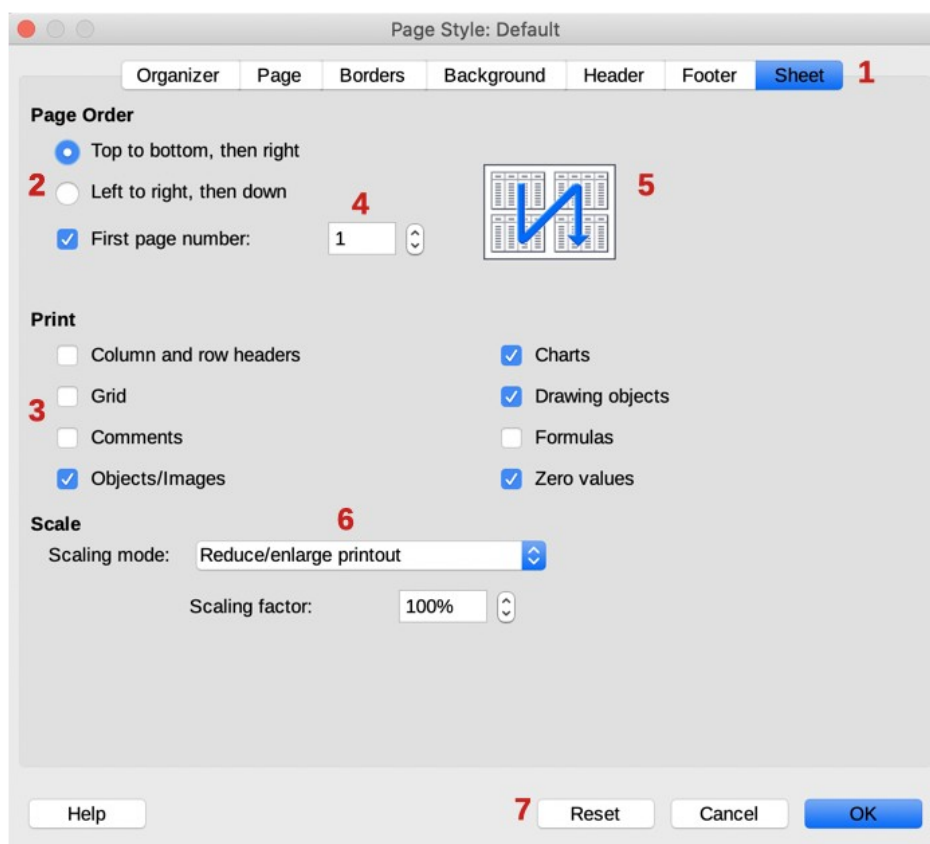 Page Style: Default
Organizer Page Borders Background Header Footer Sheet 1
Page Order
Top to bottom, then right
2 Left to right, then down 4 5
First page number: 1
Print
Column and row headers Charts
Grid Drawing objects
3
Comments Formulas
Objects/Images Zero values
Scale 6
Scaling mode: Reduce/enlarge printout
Scaling factor: 100%
Help 7 Reset Cancel OK